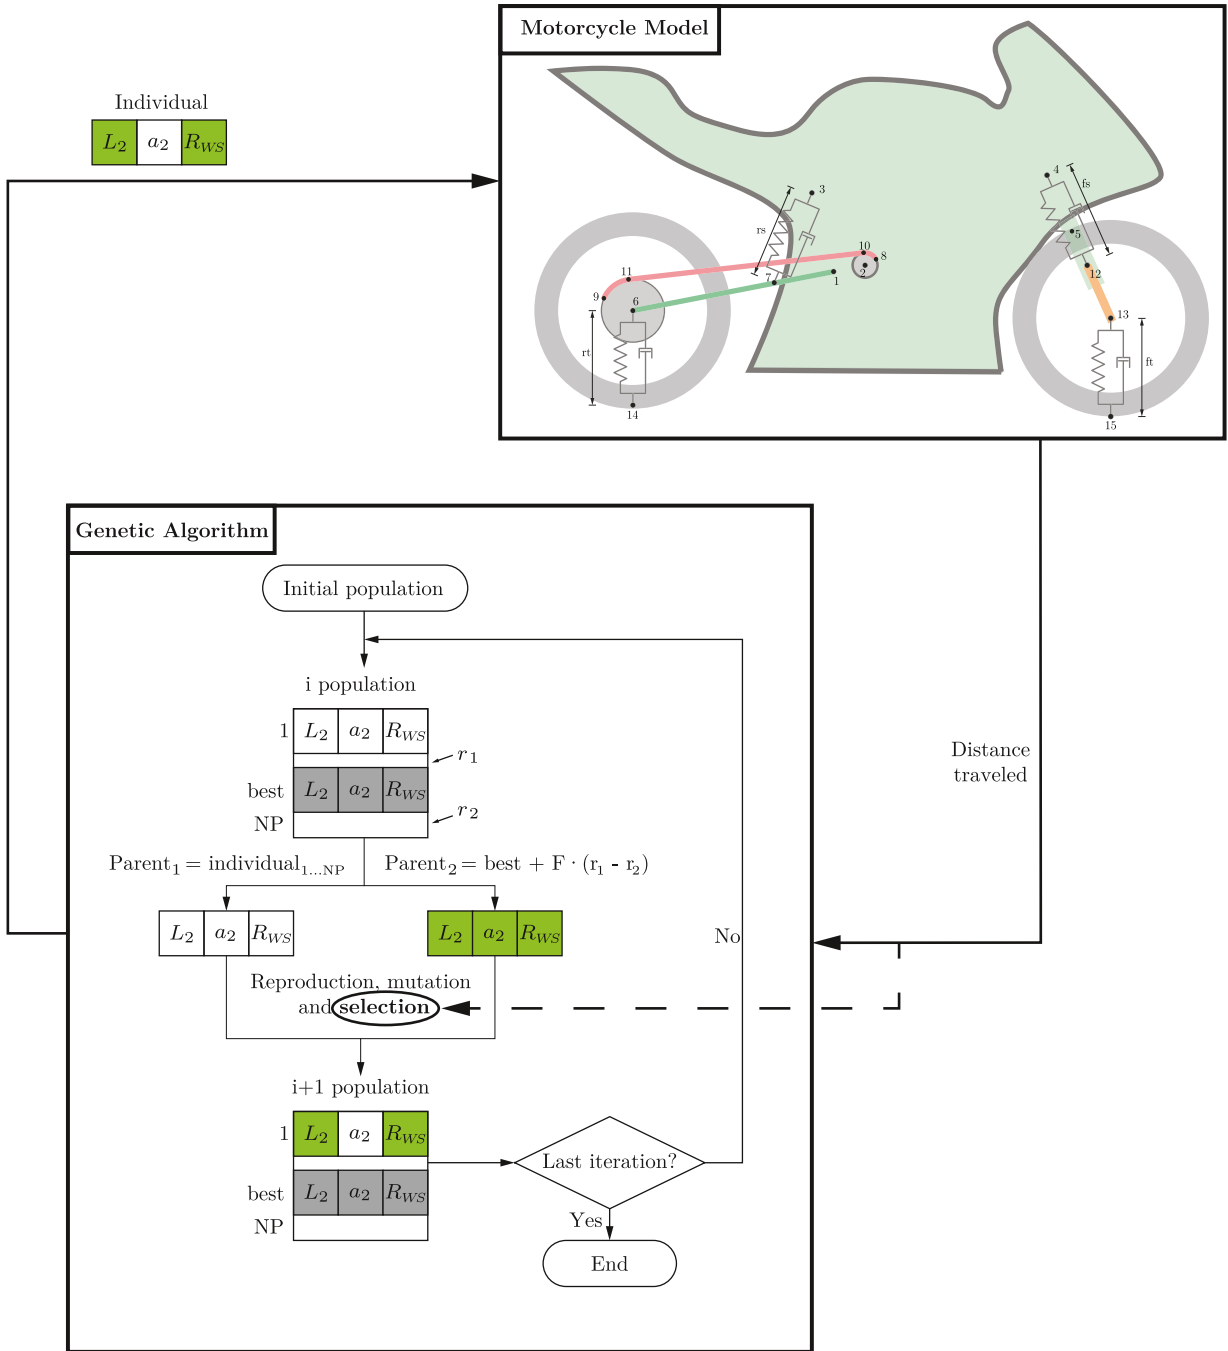 Motorcycle Model
Individual
L2 a2 RWS
3
4
fs
rs
5
10
8
2
1
7
12
11
9
6
13
rt
ft
14
15
Genetic Algorithm
Initial population
i population
1 L2 a2 RWS
r1
best L2 a2 RWS
NP
r2
Parent1 = individual1...NP
Parent2 = best + F · (r1 - r2)
L2 a2 RWS
L2 a2 RWS
No
Distance
traveled
Reproduction, mutation
and selection
i+1 population
1 L2 a2 RWS
Last iteration?
best L2 a2 RWS
NP
Yes
End